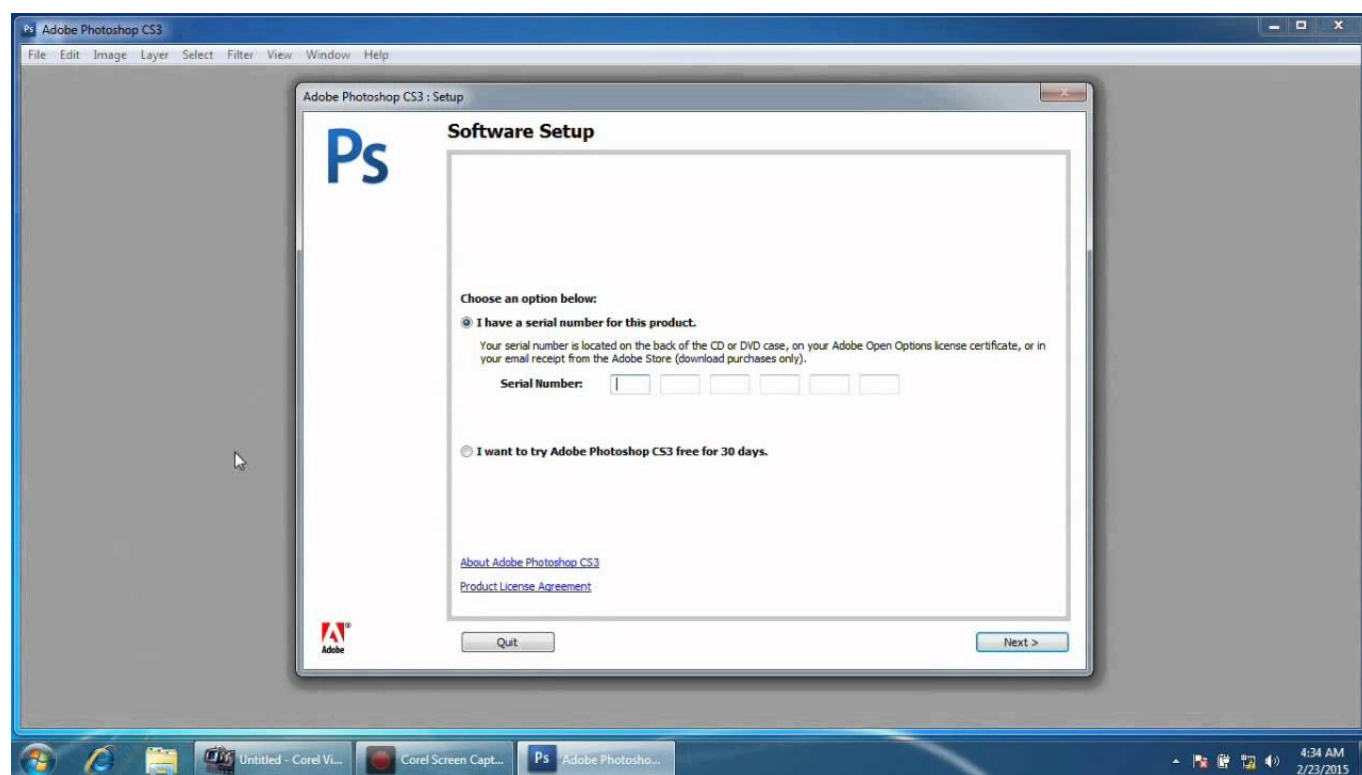 Ps Adobe Photoshop CS3
File Edit Image Layer Select Filter View Window Help
Adobe Photoshop CS3 : Setup
Ps
Software Setup
Choose an option below:
I have a serial number for this product.
Your serial number is located on the back of the CD or DVD case, on your Adobe Open Options license certificate, or in
your email receipt from the Adobe Store (download purchases only).
Serial Number:
I want to try Adobe Photoshop CS3 free for 30 days.
About Adobe Photoshop CS3
Product License Agreement
Adobe
Quit
Next >
Untitled - Corel Vi...
Corel Screen Capt...
Ps Adobe Photosho...
4:34 AM
2/23/2015